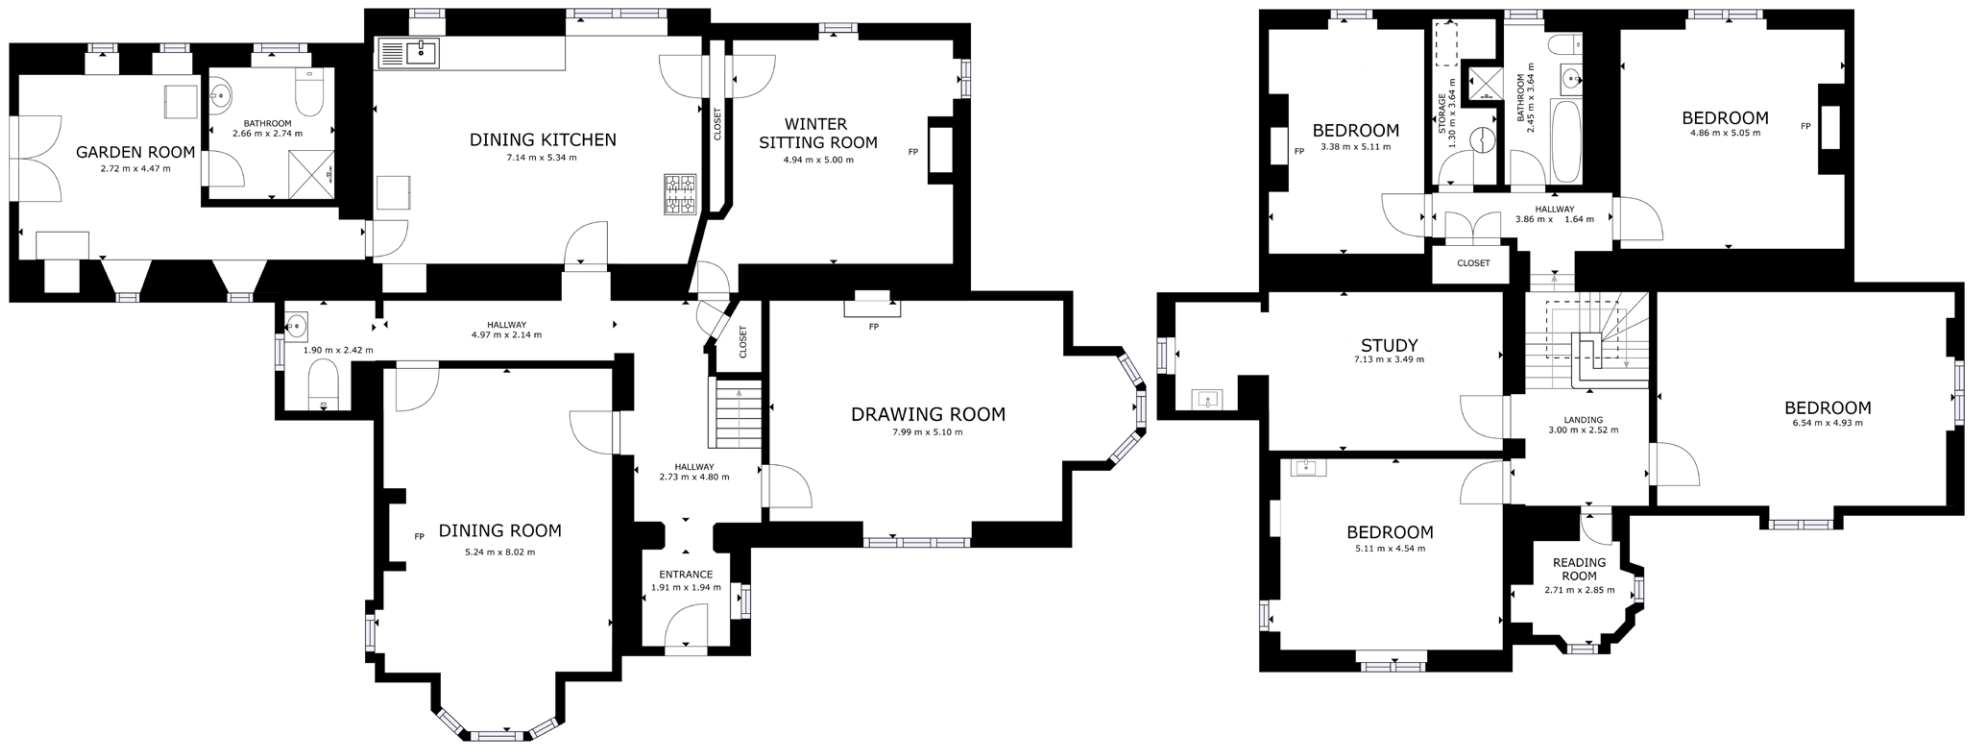 GARDEN ROOM
2.72 m x 4.47 m
BATHROOM
2.66 m x 2.74 m
DINING KITCHEN
7.14 m x 5.34 m
CLOSET
WINTER
SITTING ROOM
4.94 m x 5.00 m
FP
1.90 m x 2.42 m
HALLWAY
4.97 m x 2.14 m
CLOSET
FP
DRAWING ROOM
7.99 m x 5.10 m
HALLWAY
2.73 m x 4.80 m
DINING ROOM
5.24 m x 8.02 m
FP
ENTRANCE
1.91 m x 1.94 m
BEDROOM
3.38 m x 5.11 m
FP
STORAGE
1.30 m x 3.64 m
BATHROOM
2.45 m x 3.64 m
BEDROOM
4.86 m x 5.05 m
FP
HALLWAY
3.86 m x 1.64 m
CLOSET
STUDY
7.13 m x 3.49 m
LANDING
3.00 m x 2.52 m
BEDROOM
6.54 m x 4.93 m
BEDROOM
5.11 m x 4.54 m
READING
ROOM
2.71 m x 2.85 m